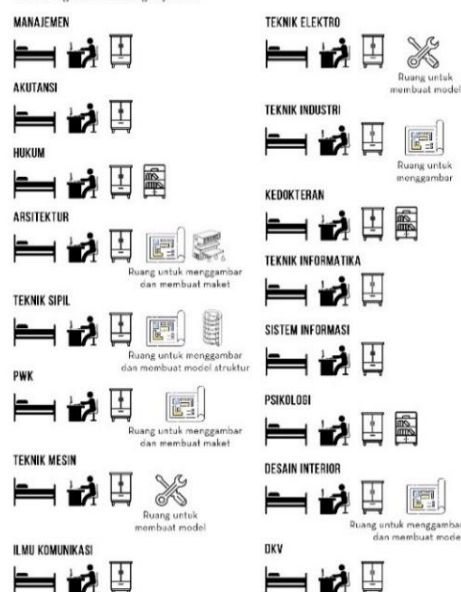 MANAJEMEN
AKUTANSI
HUKUM
ARSITEKTUR
Ruang untuk menggambar
dan membuat maket
TEKNIK SIPIL
Ruang untuk menggambar
dan membuat model struktur
PWK
Ruang untuk menggambar
dan membuat maket
TEKNIK MESIN
Ruang untuk
membuat model
ILMU KOMUNIKASI
TEKNIK ELEKTRO
Ruang untuk
membuat model
TEKNIK INDUSTRI
Ruang untuk
menggambar
KEDOKTERAN
TEKNIK INFORMATIKA
SISTEM INFORMASI
PSIKOLOGI
DESAIN INTERIOR
Ruang untuk menggambar
dan membuat model
DKV